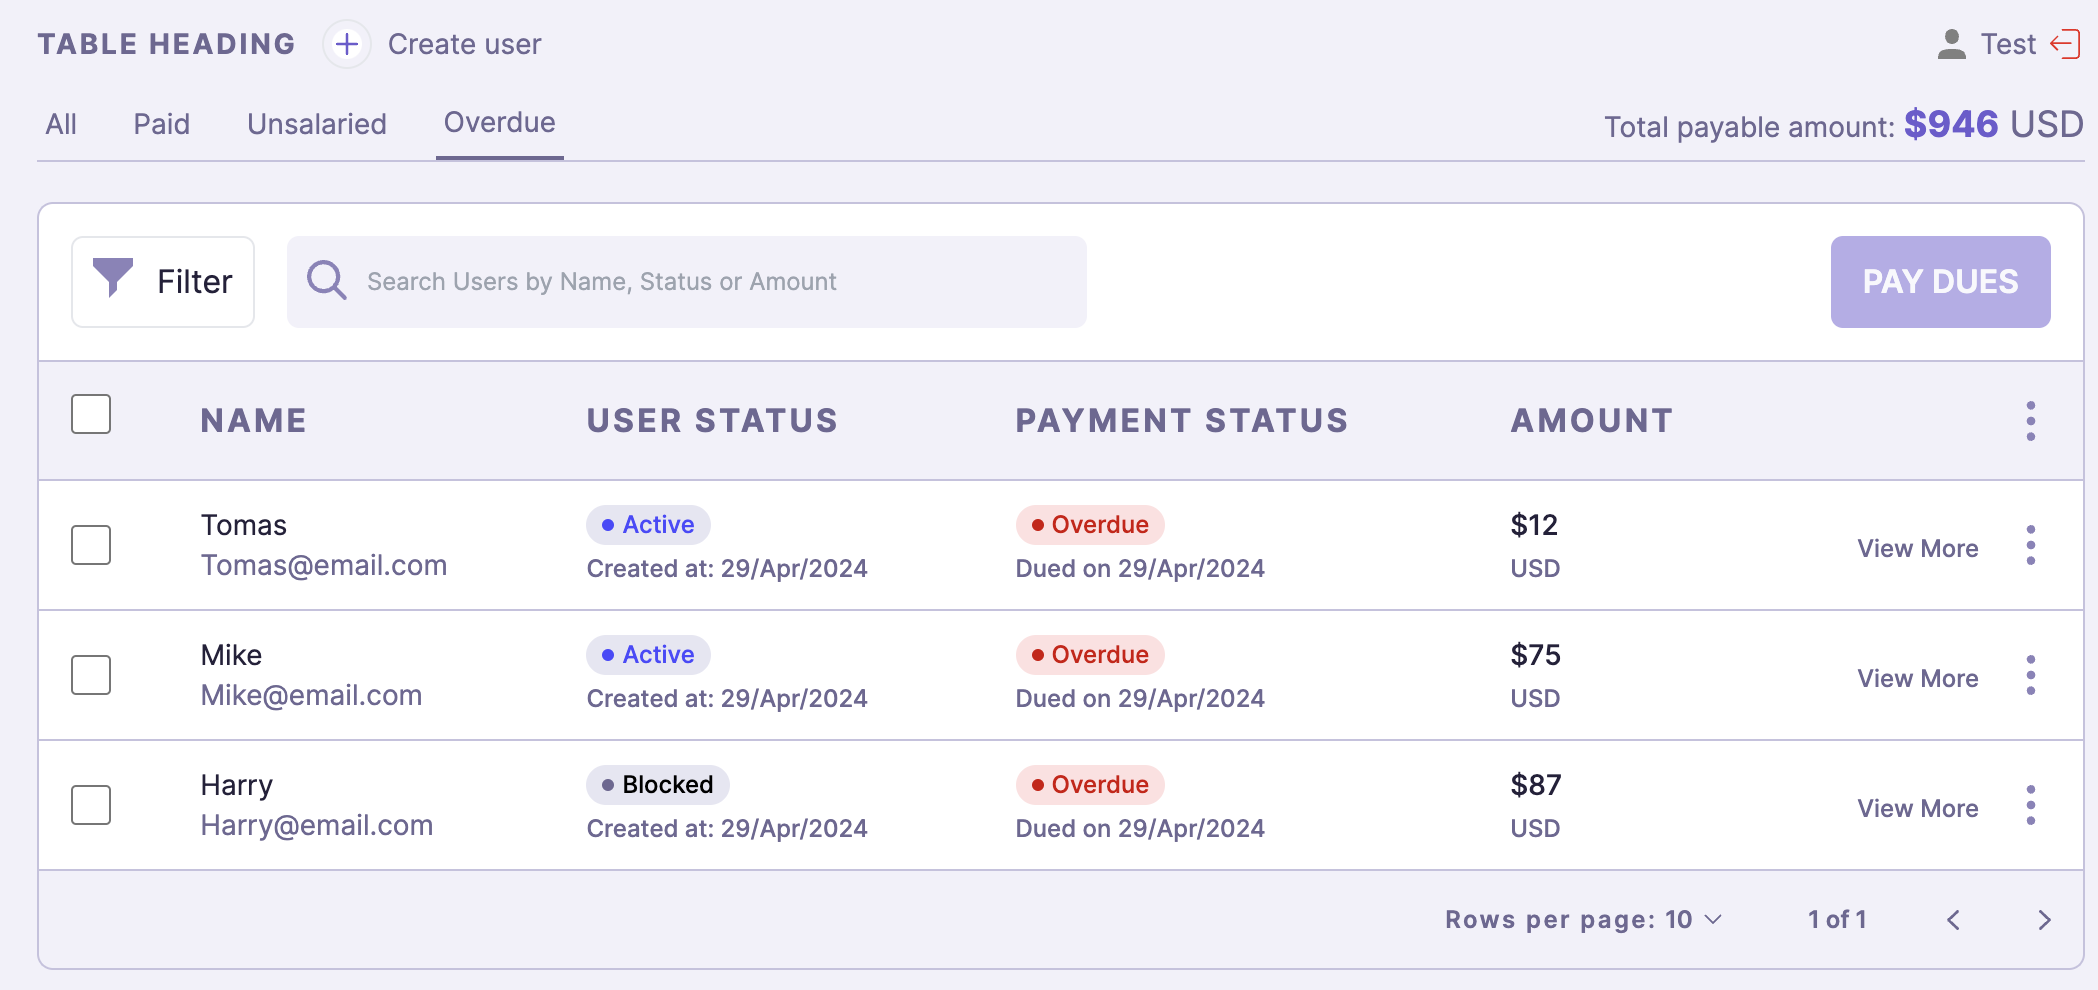 TABLE HEADING Create user Test
All Paid Unsalaried Overdue Total payable amount: $946 USD
Filter Search Users by Name, Status or Amount PAY DUES
NAME USER STATUS PAYMENT STATUS AMOUNT
Tomas Active Overdue $12
Tomas@email.com Created at: 29/Apr/2024 Dued on 29/Apr/2024 USD View More
Mike Active Overdue $75
Mike@email.com Created at: 29/Apr/2024 Dued on 29/Apr/2024 USD View More
Harry Blocked Overdue $87
Harry@email.com Created at: 29/Apr/2024 Dued on 29/Apr/2024 USD View More
Rows per page: 10 1 of 1